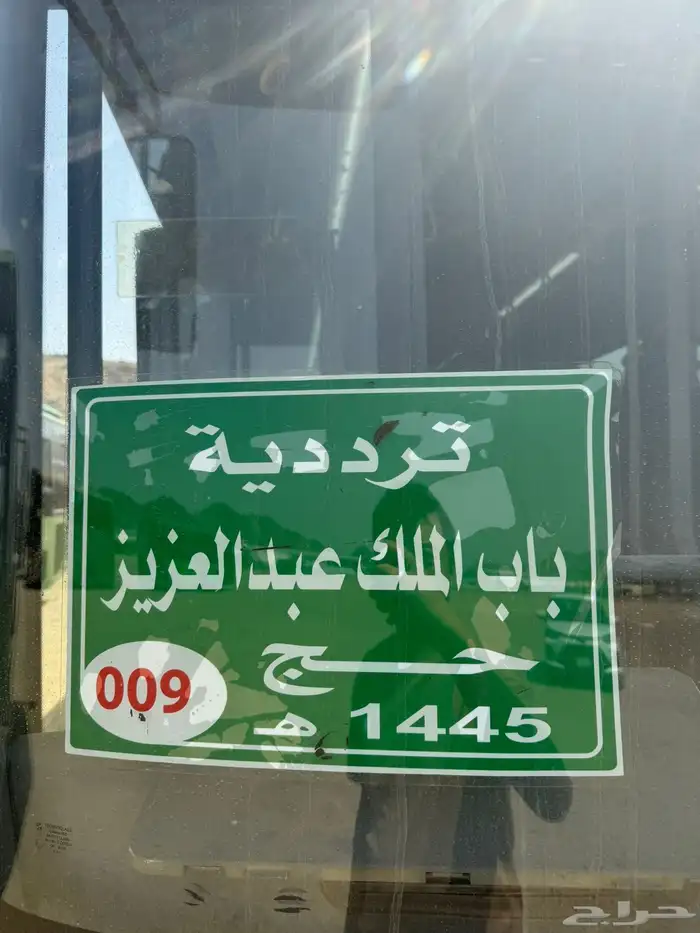 ترددية
باب الملك عبدالعزيز
حج
1445 هـ
009
حراج